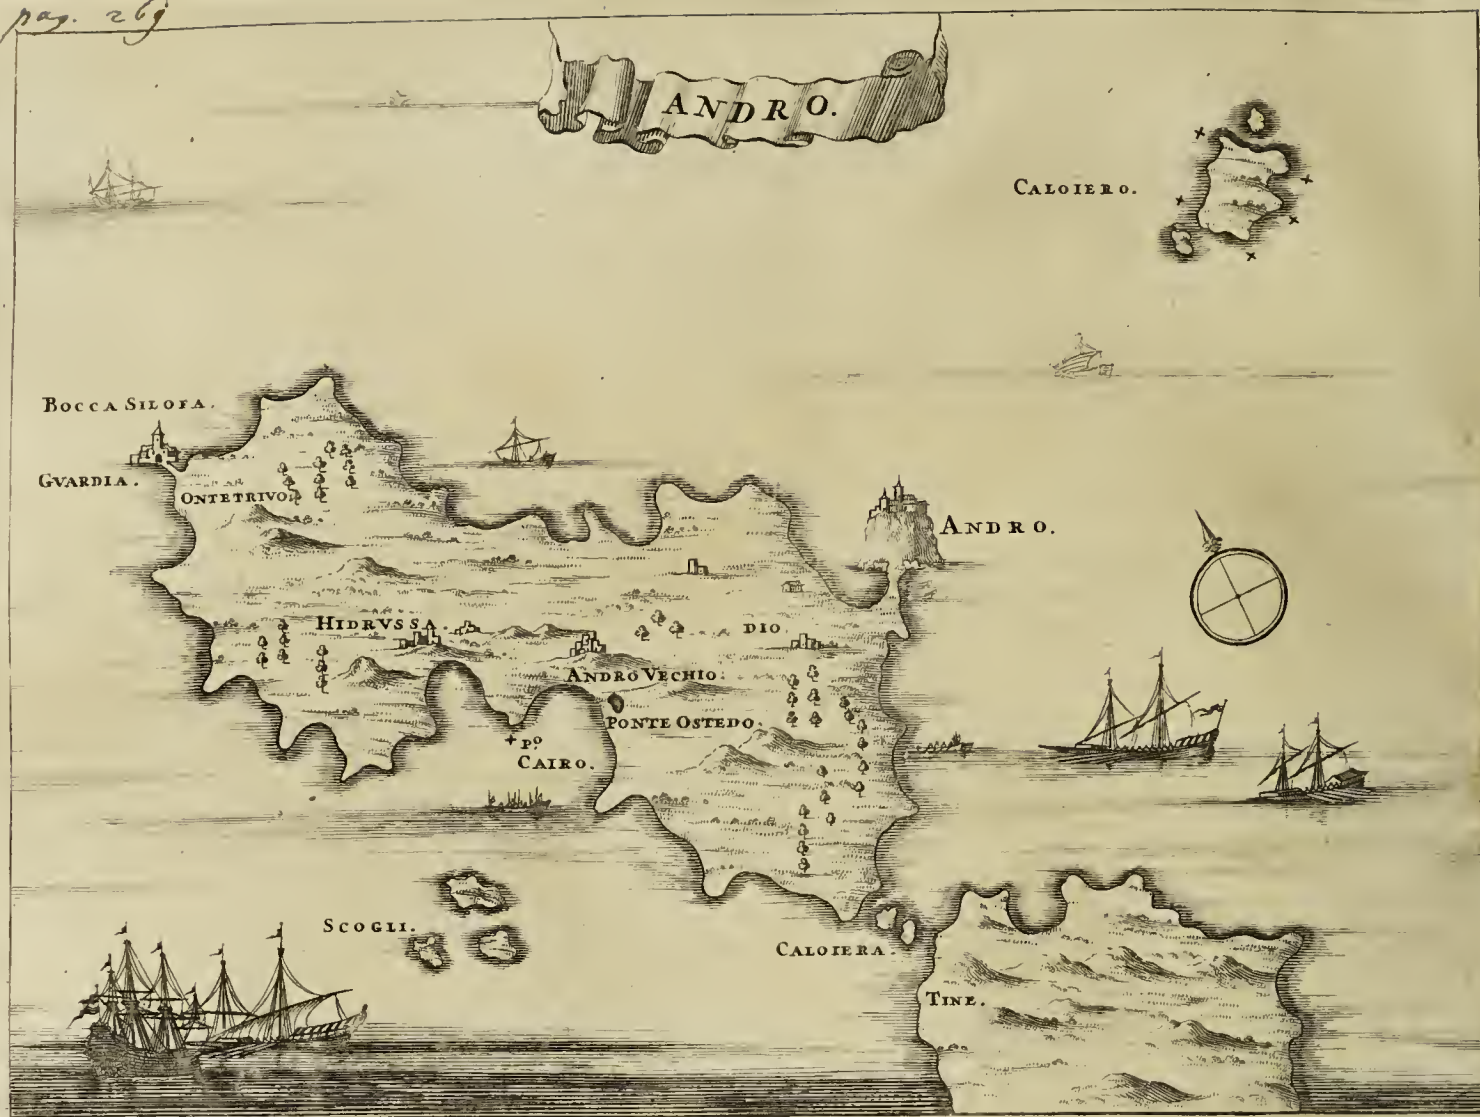 pag. 269
ANDRO.
CALOIERO.
BOCCA SILOFA.
GVARDIA.
ONTETRIVO.
ANDRO.
HIDRVSSA.
DIO
ANDRO VECHIO.
PONTE OSTEDO.
Pº.
CAIRO.
SCOGLI.
CALOIERA.
TINE.